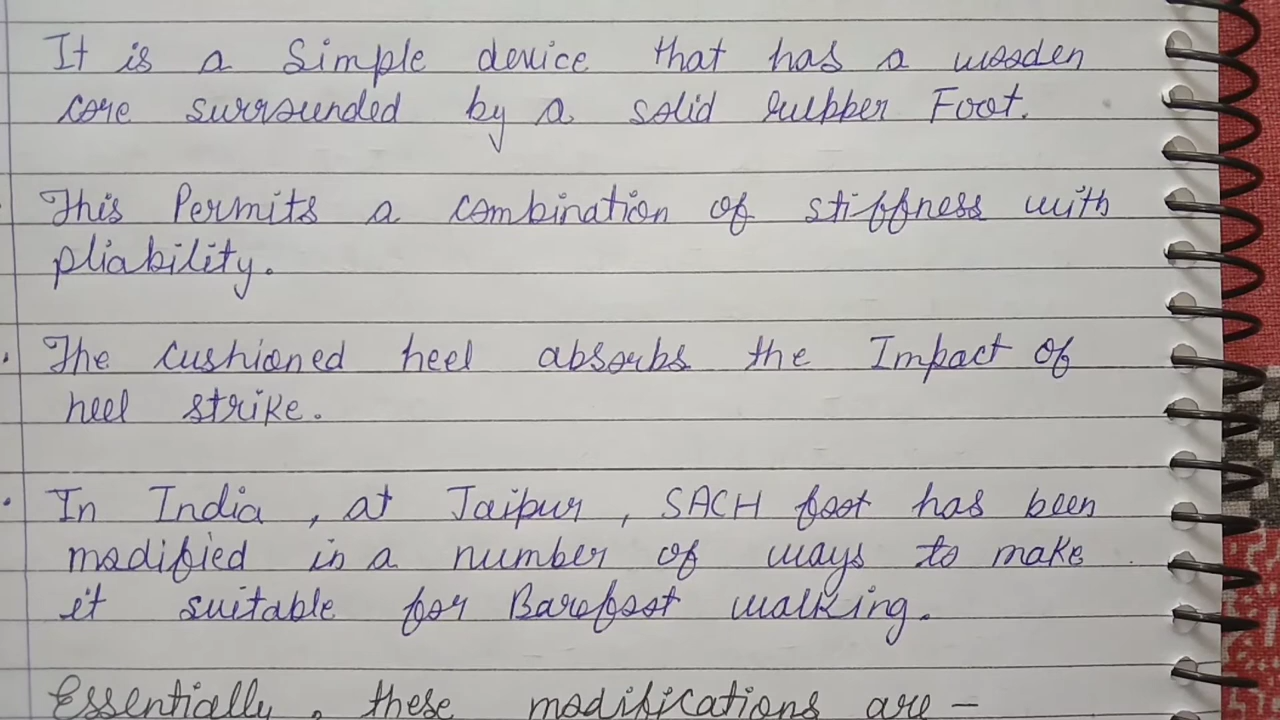 It is a Simple device that has a wooden
core surrounded by a solid rubber Foot.
This Permits a combination of stiffness with
pliability.
. The cushioned heel absorbs the Impact of
heel strike.
. In India, at Jaipur, SACH foot has been
modified in a number of ways to make
it suitable for Barefoot walking.
Essentially, these modifications are –